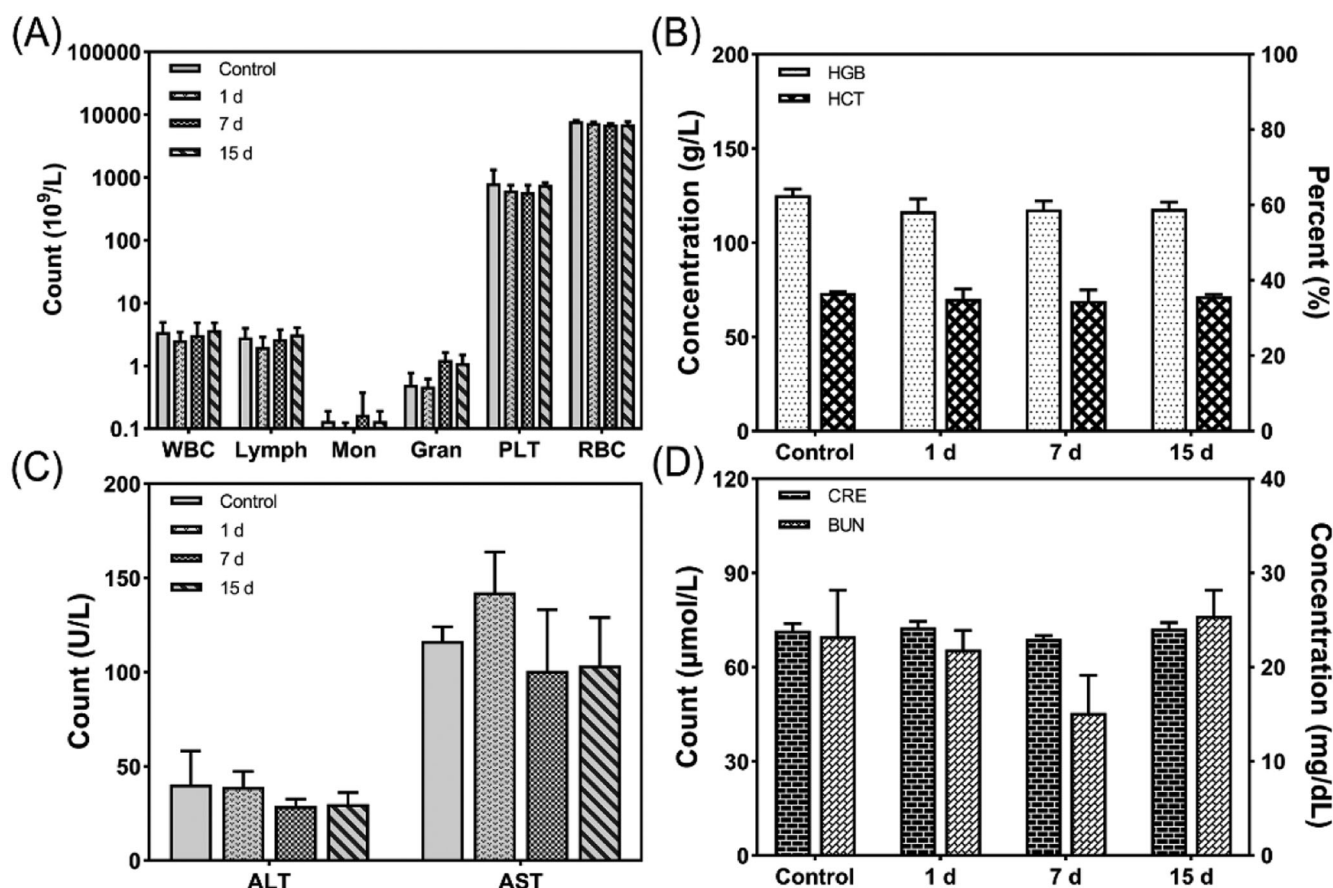 (A)
100000
10000
1000
100
10
1
0.1
Count (10⁹/L)
Control
1 d
7 d
15 d
WBC Lymph Mon Gran PLT RBC
(B)
200
150
100
50
0
Concentration (g/L)
HGB
HCT
100
80
60
40
20
0
Percent (%)
Control 1 d 7 d 15 d
(C)
200
150
100
50
0
Count (U/L)
Control
1 d
7 d
15 d
ALT AST
(D)
120
90
60
30
0
Count (μmol/L)
CRE
BUN
40
30
20
10
0
Concentration (mg/dL)
Control 1 d 7 d 15 d